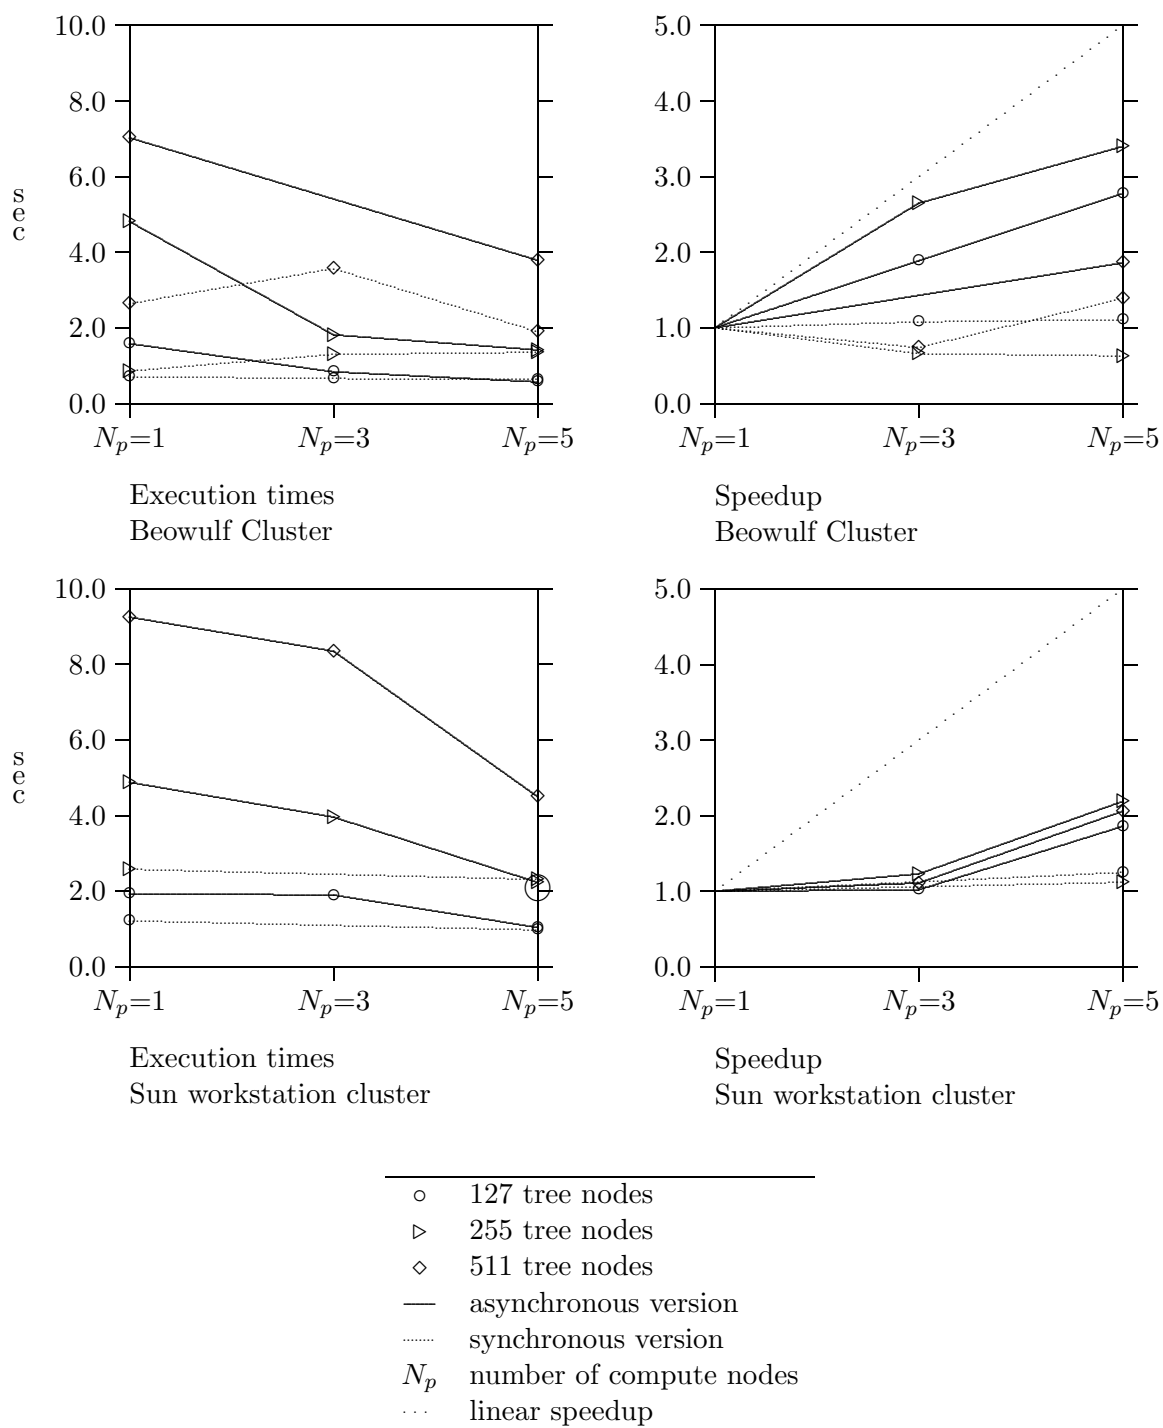 10.0
8.0
6.0
4.0
2.0
0.0
sec
N_p=1
N_p=3
N_p=5
Execution times
Beowulf Cluster
5.0
4.0
3.0
2.0
1.0
0.0
N_p=1
N_p=3
N_p=5
Speedup
Beowulf Cluster
10.0
8.0
6.0
4.0
2.0
0.0
sec
N_p=1
N_p=3
N_p=5
Execution times
Sun workstation cluster
5.0
4.0
3.0
2.0
1.0
0.0
N_p=1
N_p=3
N_p=5
Speedup
Sun workstation cluster
127 tree nodes
255 tree nodes
511 tree nodes
asynchronous version
synchronous version
N_p number of compute nodes
linear speedup